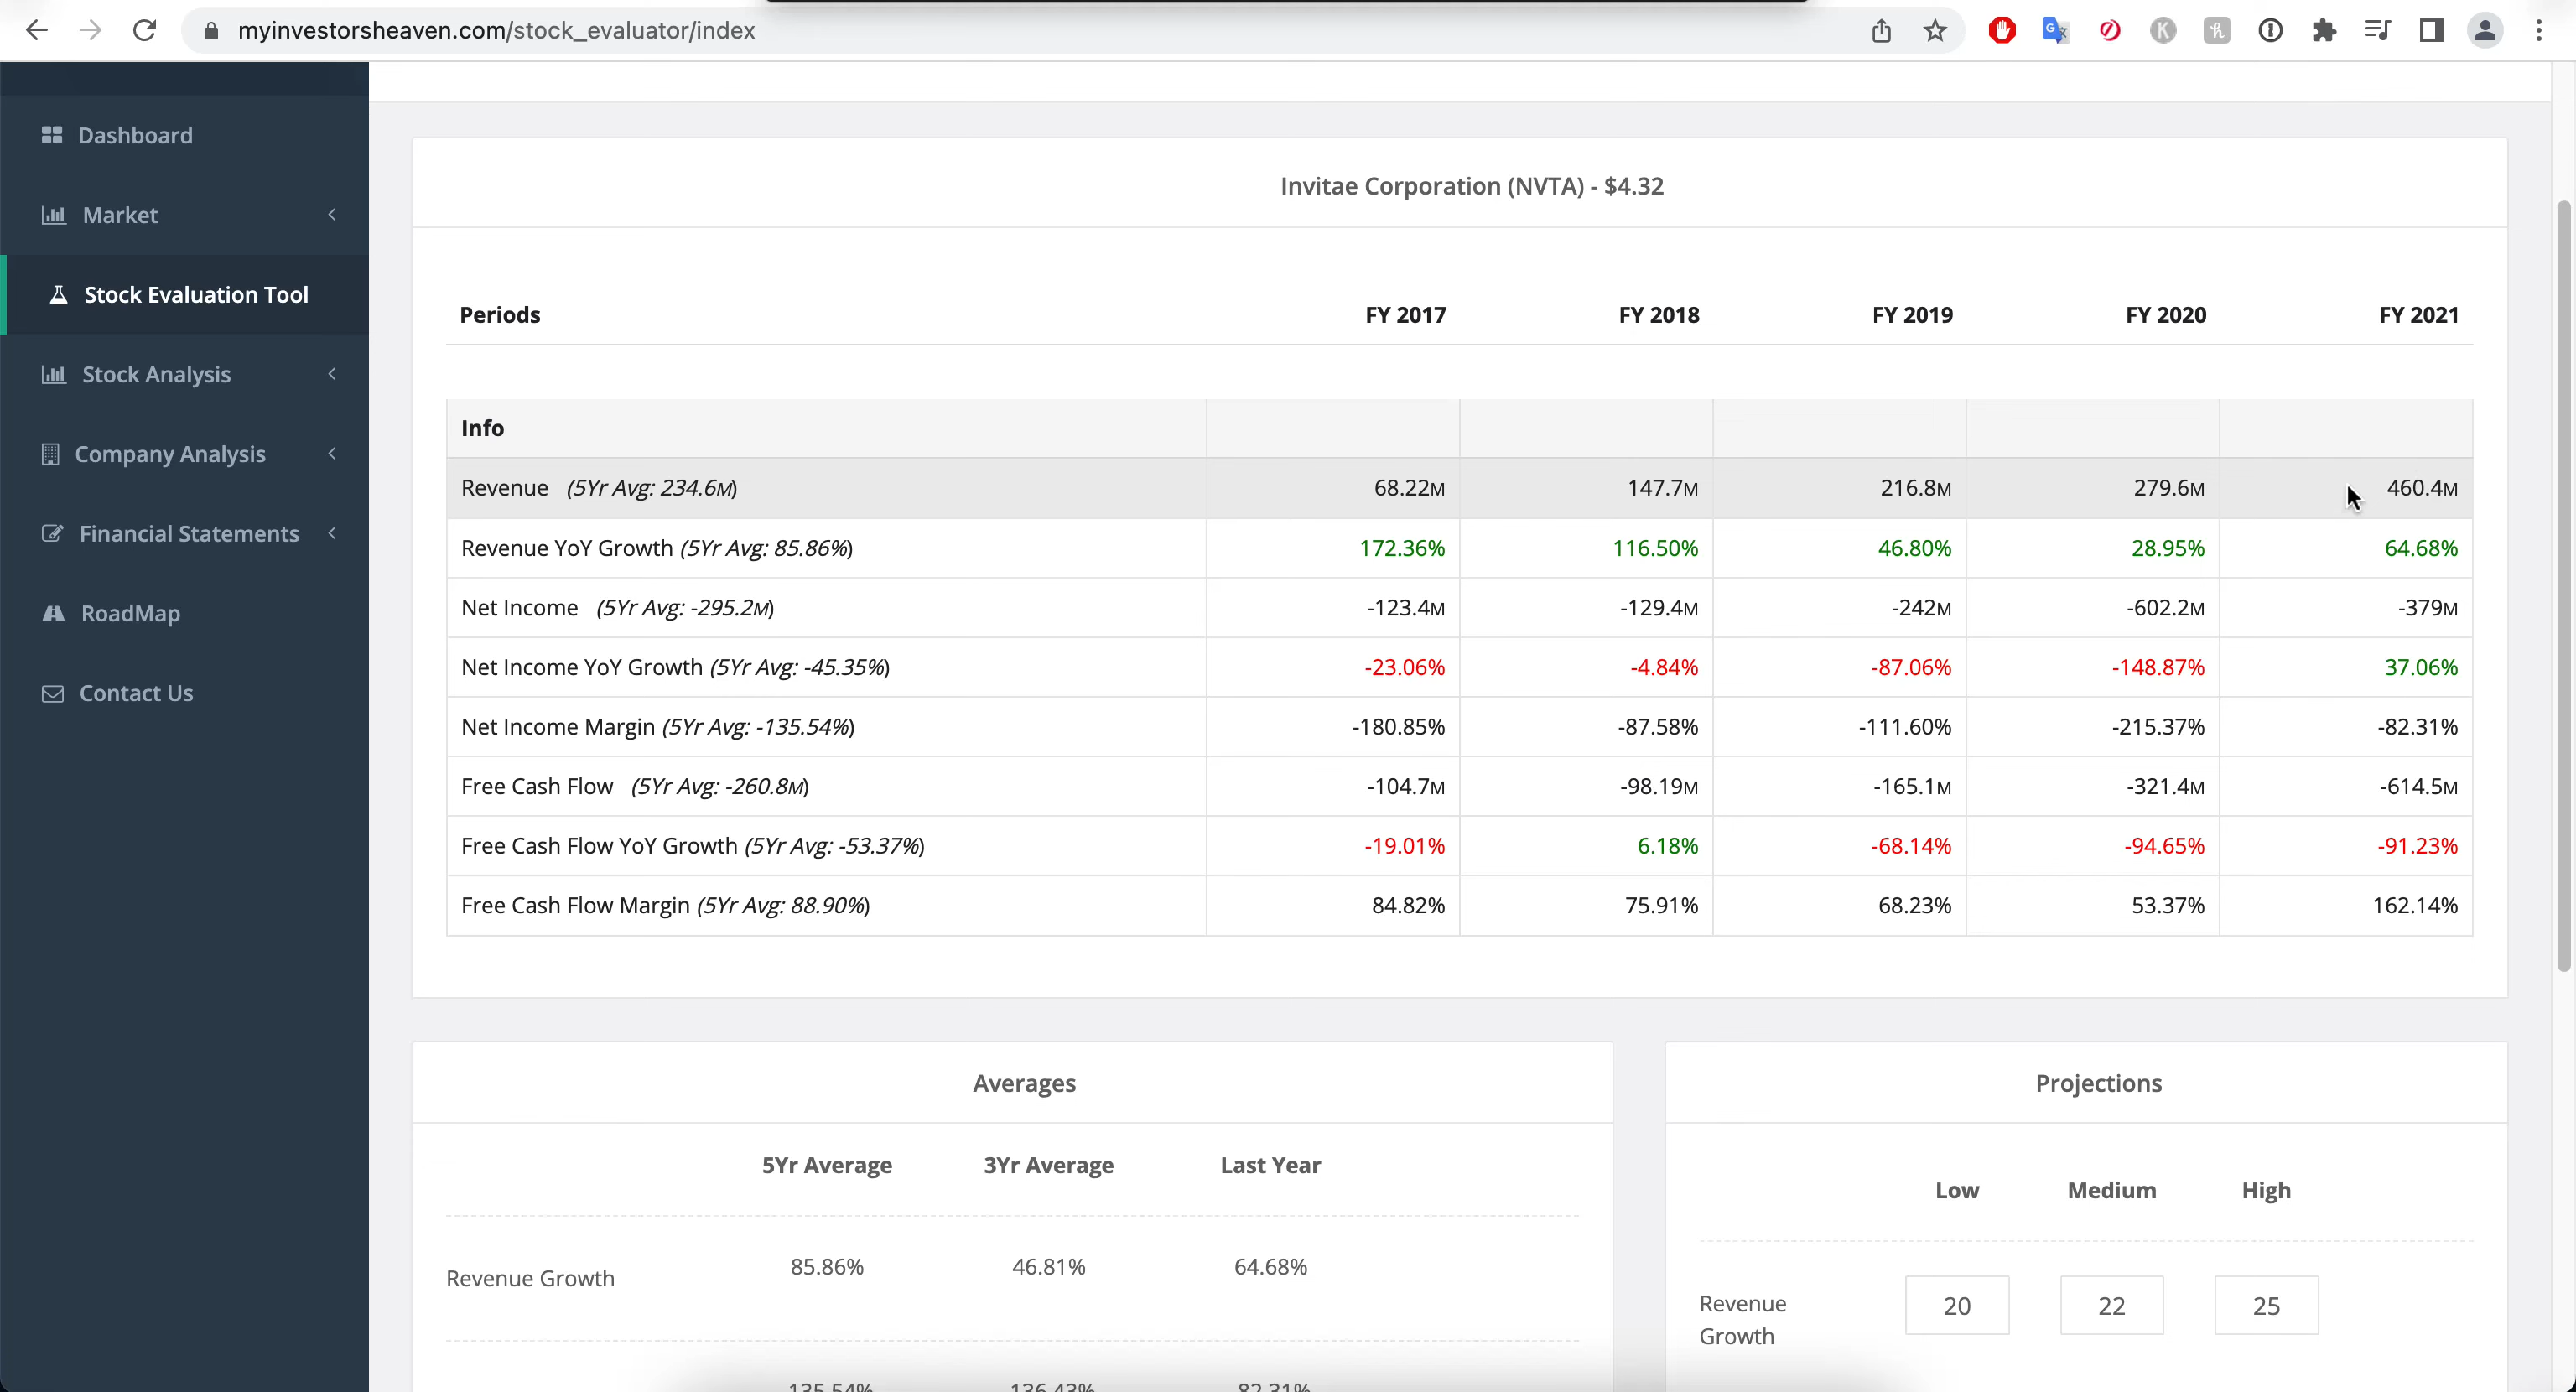 myinvestorsheaven.com/stock_evaluator/index
Dashboard
Market
Stock Evaluation Tool
Stock Analysis
Company Analysis
Financial Statements
RoadMap
Contact Us
Invitae Corporation (NVTA) - $4.32
Periods FY 2017 FY 2018 FY 2019 FY 2020 FY 2021
Info
Revenue (5Yr Avg: 234.6M) 68.22M 147.7M 216.8M 279.6M 460.4M
Revenue YoY Growth (5Yr Avg: 85.86%) 172.36% 116.50% 46.80% 28.95% 64.68%
Net Income (5Yr Avg: -295.2M) -123.4M -129.4M -242M -602.2M -379M
Net Income YoY Growth (5Yr Avg: -45.35%) -23.06% -4.84% -87.06% -148.87% 37.06%
Net Income Margin (5Yr Avg: -135.54%) -180.85% -87.58% -111.60% -215.37% -82.31%
Free Cash Flow (5Yr Avg: -260.8M) -104.7M -98.19M -165.1M -321.4M -614.5M
Free Cash Flow YoY Growth (5Yr Avg: -53.37%) -19.01% 6.18% -68.14% -94.65% -91.23%
Free Cash Flow Margin (5Yr Avg: 88.90%) 84.82% 75.91% 68.23% 53.37% 162.14%
Averages
5Yr Average 3Yr Average Last Year
Revenue Growth 85.86% 46.81% 64.68%
135.54% 136.43% 82.31%
Projections
Low Medium High
Revenue
Growth
20 22 25